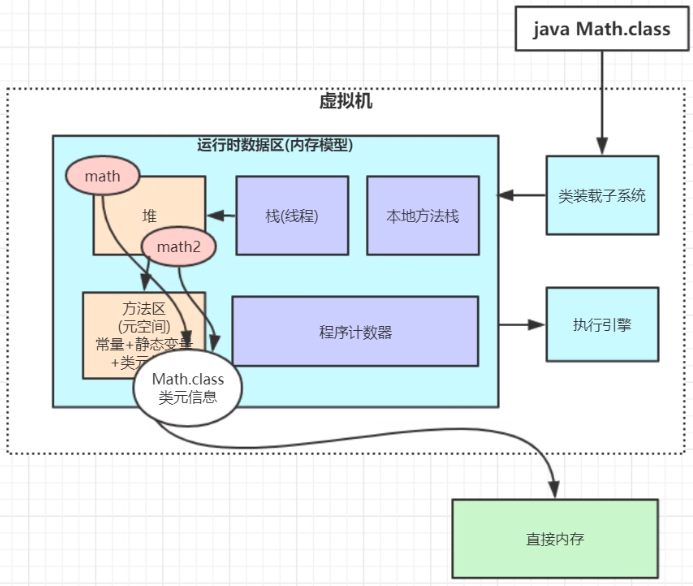 java Math.class
虚拟机
运行时数据区(内存模型)
math
堆
栈(线程)
本地方法栈
类装载子系统
math2
方法区
(元空间)
常量+静态变量
+类元
程序计数器
执行引擎
Math.class
类元信息
直接内存